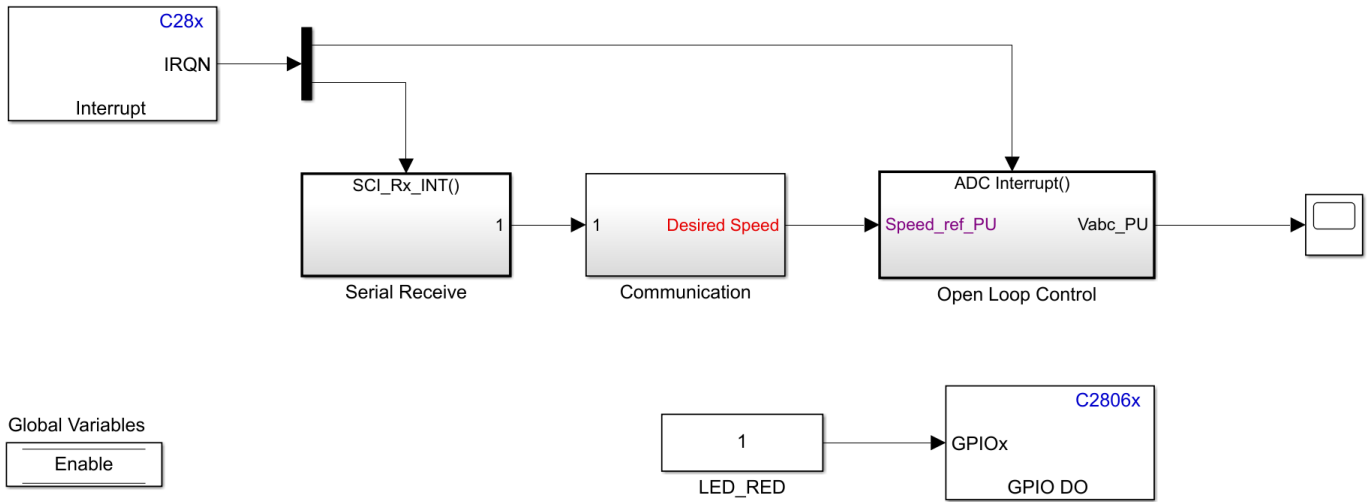 C28x
IRQN
Interrupt
SCI_Rx_INT()
1
Serial Receive
1
Desired Speed
Communication
ADC Interrupt()
Speed_ref_PU
Vabc_PU
Open Loop Control
Global Variables
Enable
1
LED_RED
C2806x
GPIOx
GPIO DO